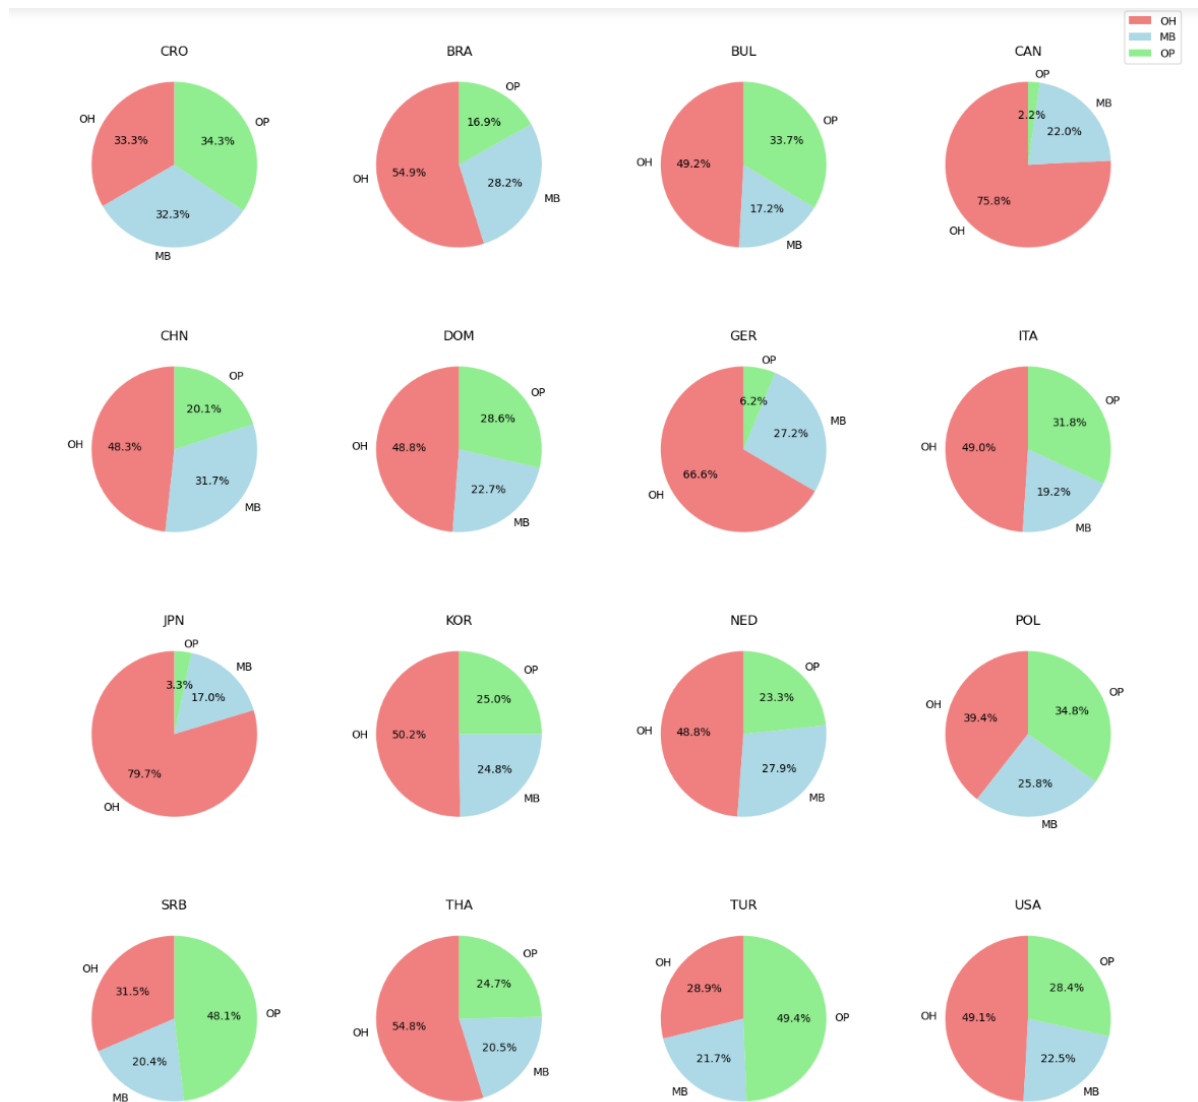 OH
MB
OP
CRO
OH
33.3%
OP
34.3%
MB
32.3%
BRA
OH
54.9%
OP
16.9%
MB
28.2%
BUL
OH
49.2%
OP
33.7%
MB
17.2%
CAN
OH
75.8%
OP
2.2%
MB
22.0%
CHN
OH
48.3%
OP
20.1%
MB
31.7%
DOM
OH
48.8%
OP
28.6%
MB
22.7%
GER
OH
66.6%
OP
6.2%
MB
27.2%
ITA
OH
49.0%
OP
31.8%
MB
19.2%
JPN
OH
79.7%
OP
3.3%
MB
17.0%
KOR
OH
50.2%
OP
25.0%
MB
24.8%
NED
OH
48.8%
OP
23.3%
MB
27.9%
POL
OH
39.4%
OP
34.8%
MB
25.8%
SRB
OH
31.5%
OP
48.1%
MB
20.4%
THA
OH
54.8%
OP
24.7%
MB
20.5%
TUR
OH
28.9%
OP
49.4%
MB
21.7%
USA
OH
49.1%
OP
28.4%
MB
22.5%